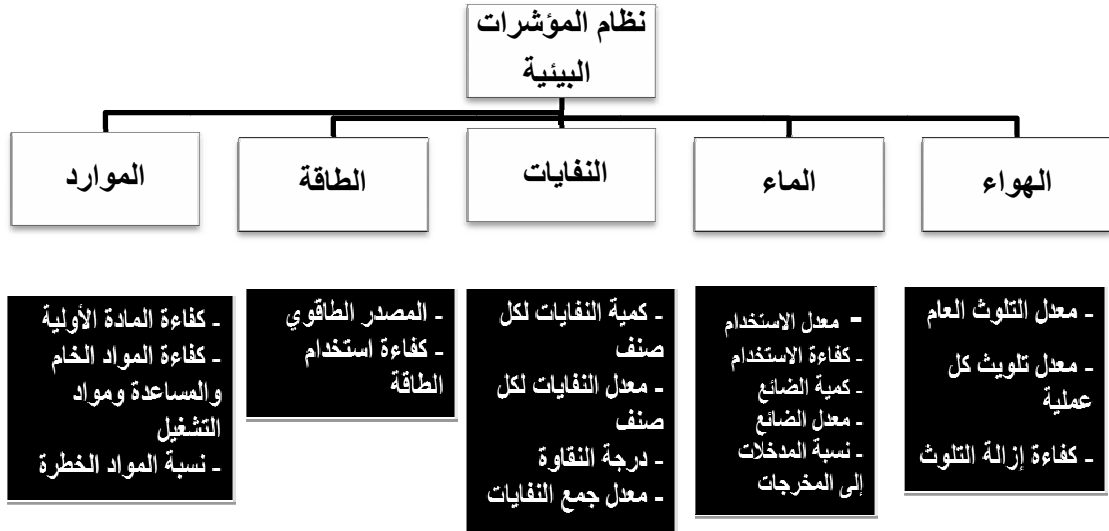 نظام المؤشرات
البيئية
الهواء
الماء
النفايات
الطاقة
الموارد
- معدل التلوث العام
- معدل تلويث كل
عملية
- كفاءة إزالة التلوث
- معدل الاستخدام
- كفاءة الاستخدام
- كمية الضائع
- معدل الضائع
- نسبة المدخلات
إلى المخرجات
- كمية النفايات لكل
صنف
- معدل النفايات لكل
صنف
- درجة النقاوة
- معدل جمع النفايات
- المصدر الطاقوي
- كفاءة استخدام
الطاقة
- كفاءة المادة الأولية
- كفاءة المواد الخام
والمساعدة ومواد
التشغيل
- نسبة المواد الخطرة